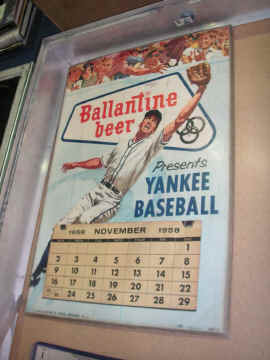 Ballantine
beer
Presents
YANKEE
BASEBALL
1958 NOVEMBER 1958
1
2 3 4 5 6 7 8
9 10 11 12 13 14 15
16 17 18 19 20 21 22
24 25 26 27 28 29